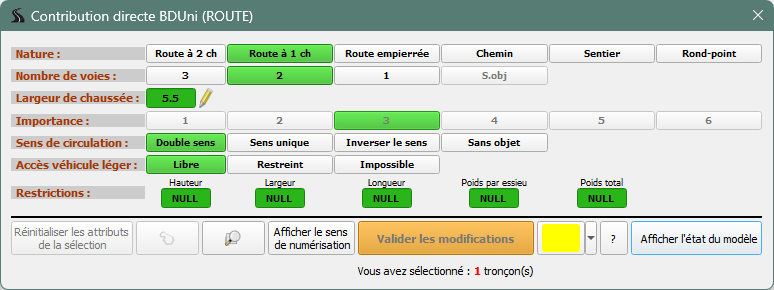 Contribution directe BDUni (ROUTE)
Nature : Route à 2 ch Route à 1 ch Route empierrée Chemin Sentier Rond-point
Nombre de voies : 3 2 1 S.obj
Largeur de chaussée : 5.5
Importance : 1 2 3 4 5 6
Sens de circulation : Double sens Sens unique Inverser le sens Sans objet
Accès véhicule léger : Libre Restreint Impossible
Hauteur Largeur Longueur Poids par essieu Poids total
Restrictions : NULL NULL NULL NULL NULL
Réinitialiser les attributs
de la sélection
Afficher le sens
de numérisation
Valider les modifications
?
Afficher l'état du modèle
Vous avez sélectionné : 1 tronçon(s)